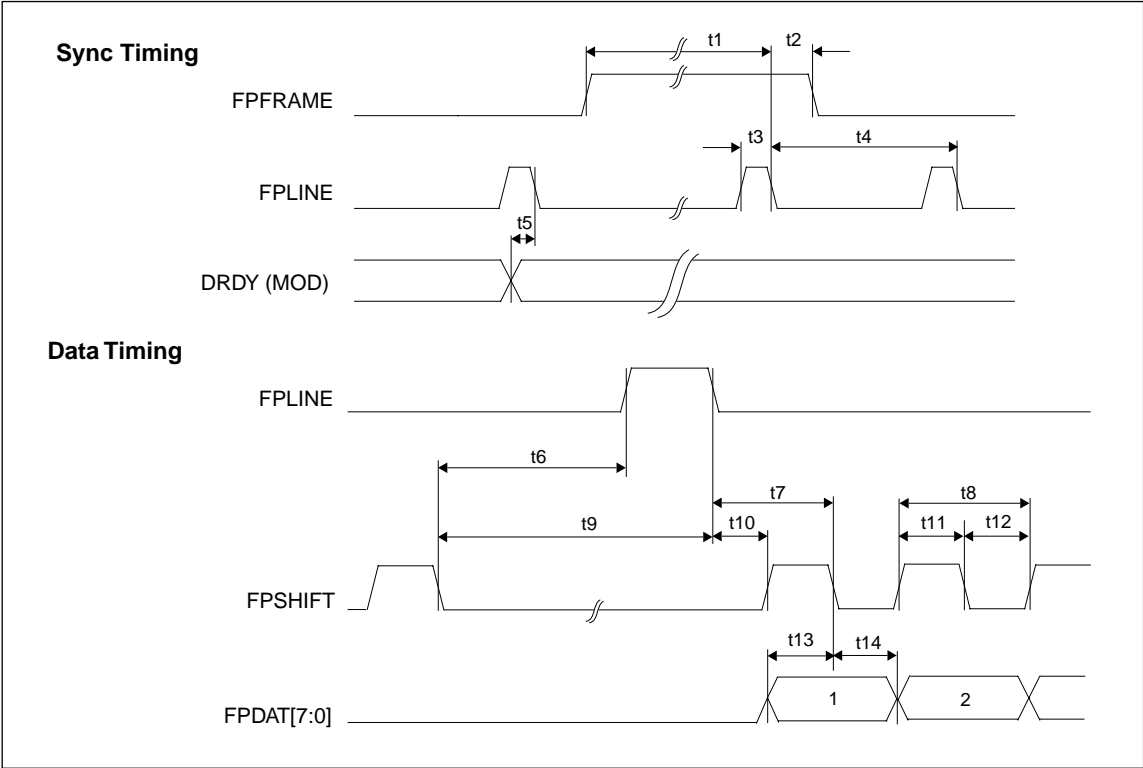 Sync Timing
t1
t2
FPFRAME
t3
t4
FPLINE
t5
DRDY (MOD)
Data Timing
FPLINE
t6
t7
t8
t9
t10
t11
t12
FPSHIFT
t13
t14
FPDAT[7:0]
1
2